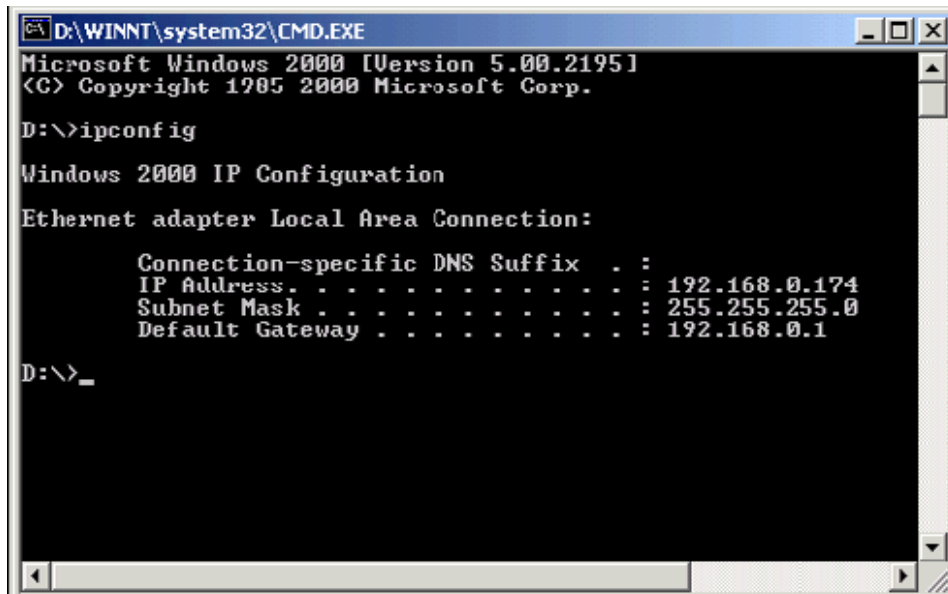 D:\WINNT\system32\CMD.EXE
Microsoft Windows 2000 [Version 5.00.2195]
(C) Copyright 1985 2000 Microsoft Corp.
D:\>ipconfig
Windows 2000 IP Configuration
Ethernet adapter Local Area Connection:
Connection-specific DNS Suffix . :
IP Address. . . . . . . . . . . . : 192.168.0.174
Subnet Mask . . . . . . . . . . . : 255.255.255.0
Default Gateway . . . . . . . . . : 192.168.0.1
D:\>_